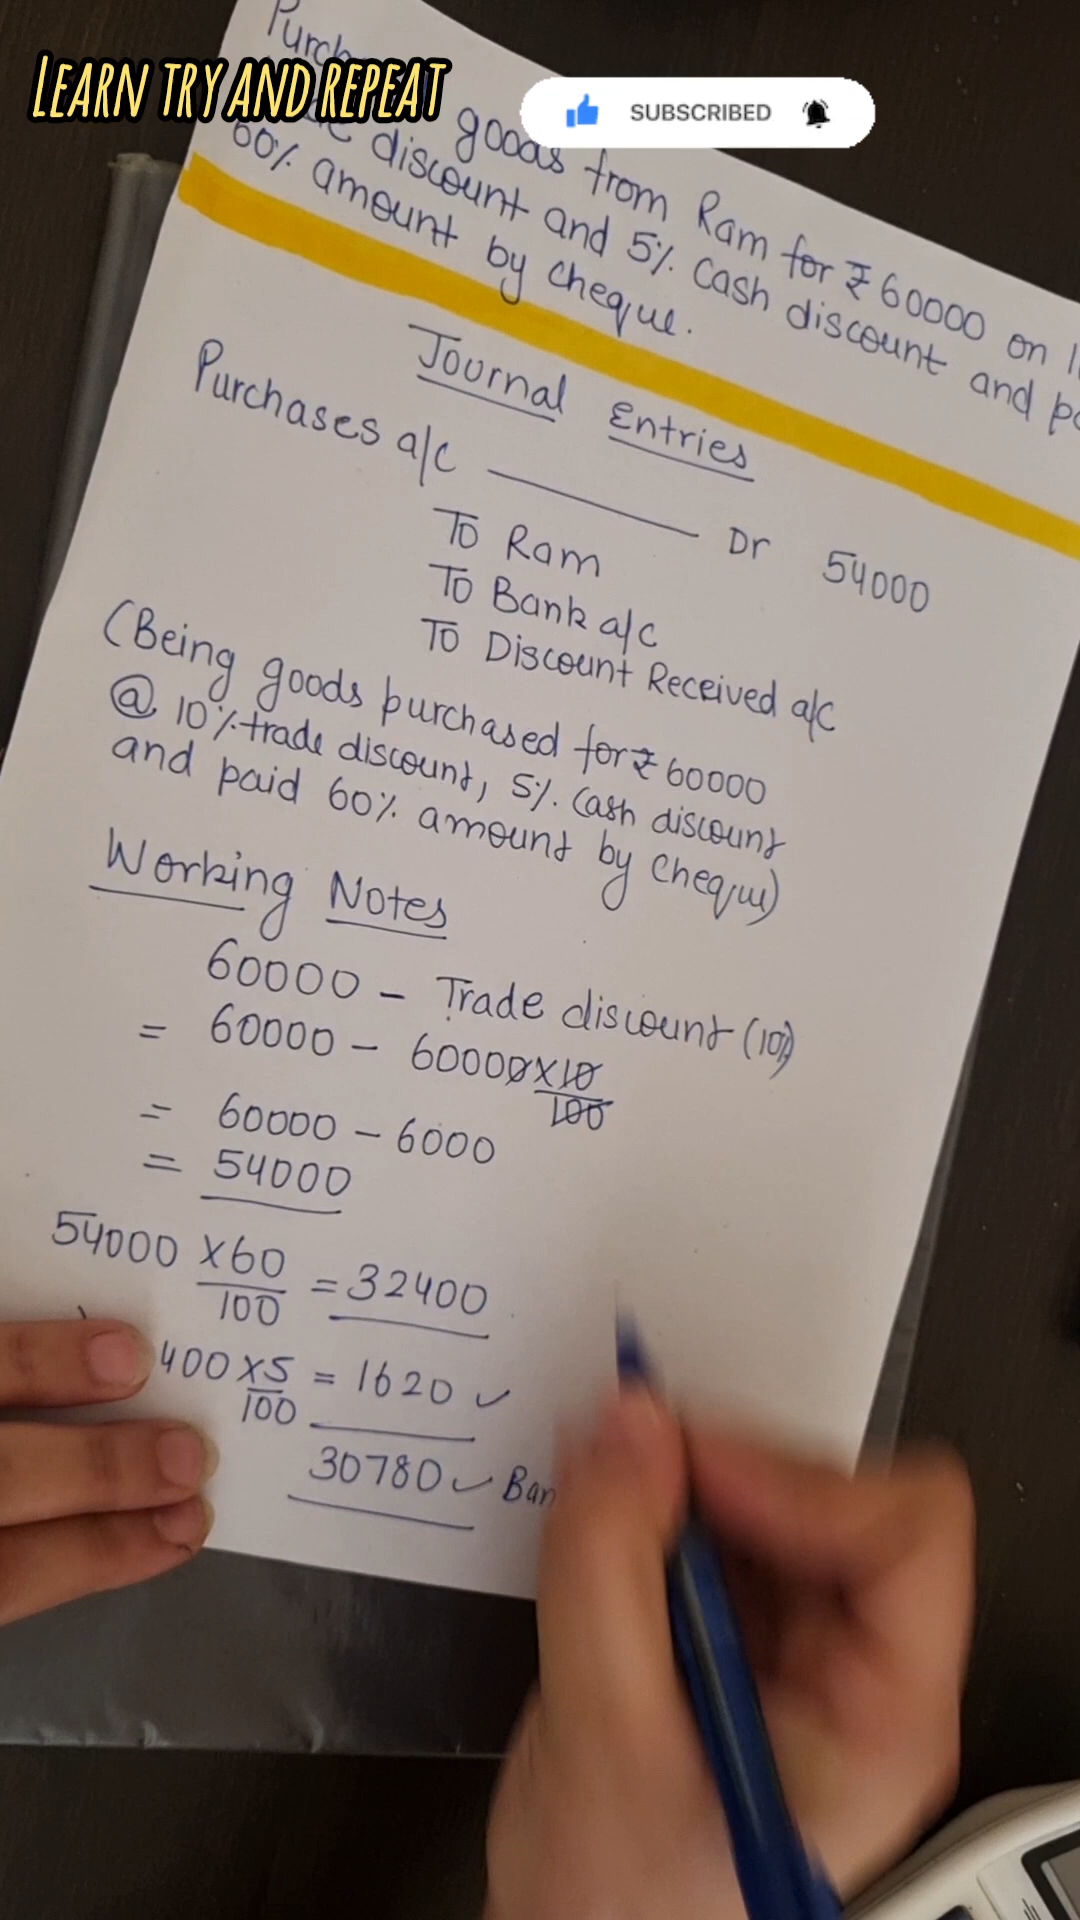 LEARN TRY AND REPEAT
SUBSCRIBED
goods from Ram for ₹ 60000 on
discount and 5% Cash discount and
60% amount by cheque.
Journal Entries
Purchases a/c Dr 54000
To Ram
To Bank a/c
To Discount Received a/c
(Being goods purchased for ₹ 60000
@ 10% trade discount, 5% Cash discount
and paid 60% amount by Cheque)
Working Notes
60000 - Trade discount (10%)
= 60000 - 60000 x 10
100
= 60000 - 6000
= 54000
54000 x 60 = 32400
100
400 x 5 = 1620 ✓
100
30780 ✓ Ban